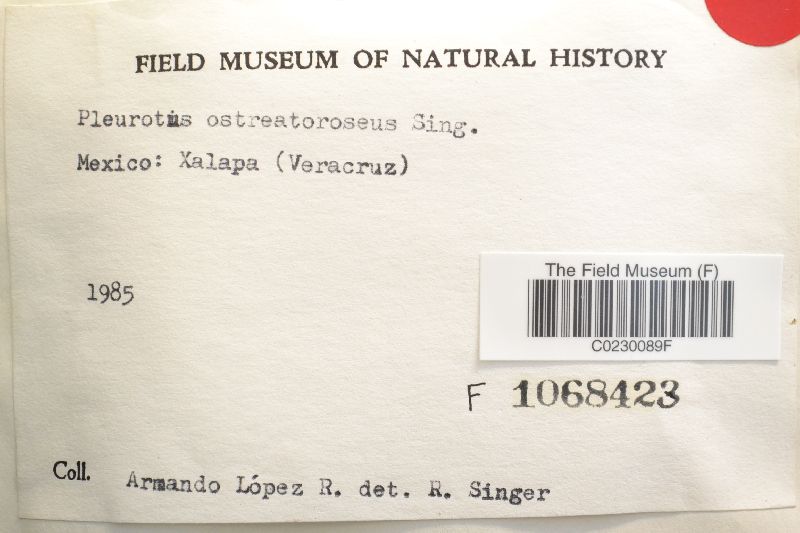 FIELD MUSEUM OF NATURAL HISTORY
Pleurotus ostreatoroseus Sing.
Mexico: Xalapa (Veracruz)
1985
The Field Museum (F)
C0230089F
F 1068423
Coll. Armando López R. det. R. Singer